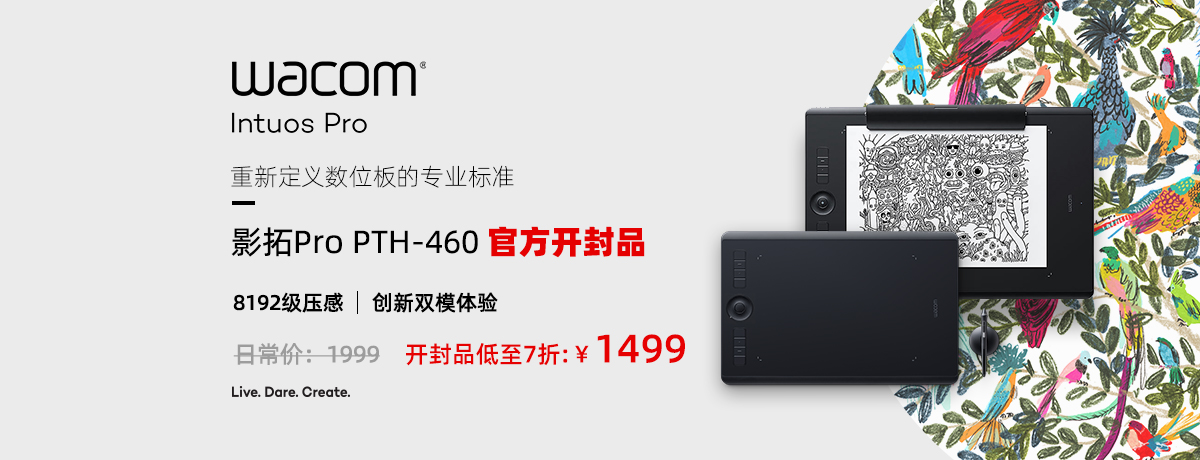 wacom®
Intuos Pro
重新定义数位板的专业标准
影拓Pro PTH-460 官方开封品
8192级压感 | 创新双模体验
日常价：1999 开封品低至7折：¥ 1499
Live. Dare. Create.
wacom
wacom